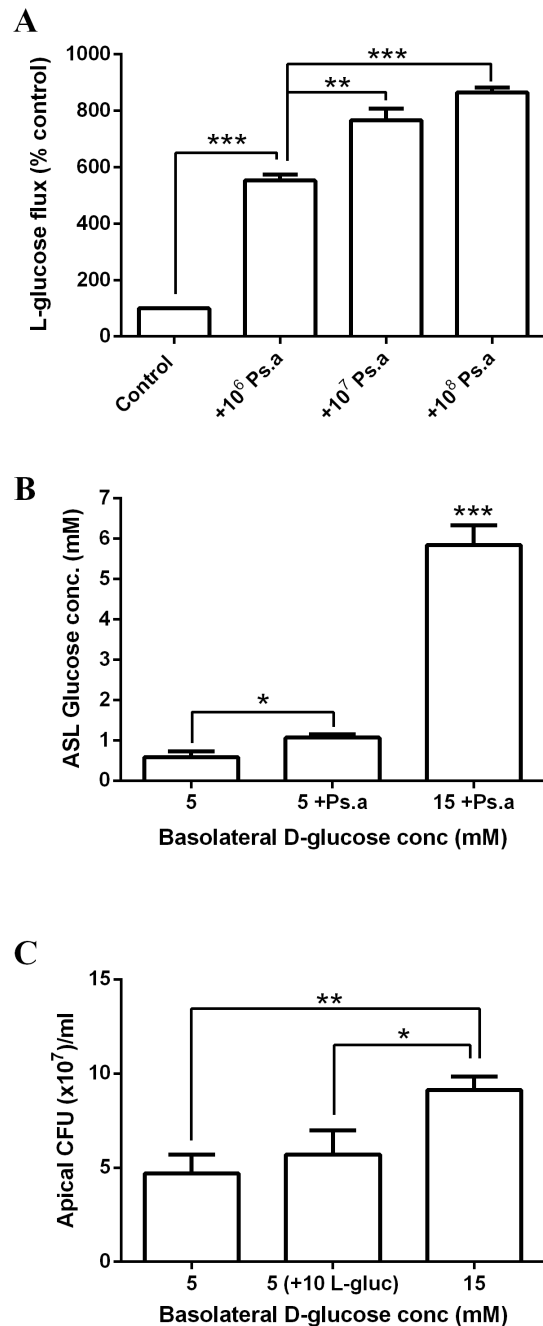 A
L-glucose flux (% control)
1000
800
600
400
200
0
***
**
***
Control
+10⁶ Ps.a
+10⁷ Ps.a
+10⁸ Ps.a
B
ASL Glucose conc. (mM)
7
6
5
4
3
2
1
0
*
***
5
5 +Ps.a
15 +Ps.a
Basolateral D-glucose conc (mM)
C
Apical CFU (x10⁷)/ml
15
10
5
0
**
*
5
5 (+10 L-gluc)
15
Basolateral D-glucose conc (mM)